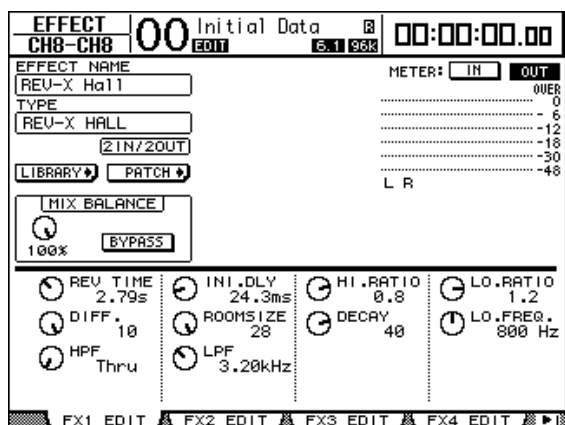 EFFECT
CH8-CH8
00
Initial Data
R
EDIT
6.1
96k
00:00:00.00
EFFECT NAME
REV-X Hall
TYPE
REV-X HALL
2IN/2OUT
LIBRARY
PATCH
METER:
IN
OUT
OVER
0
- 6
-12
-18
-30
-48
L R
MIX BALANCE
100%
BYPASS
REV TIME
2.79s
INI.DLY
24.3ms
HI.RATIO
0.8
LO.RATIO
1.2
DIFF.
10
ROOMSIZE
28
DECAY
40
LO.FREQ.
800 Hz
HPF
Thru
LPF
3.20kHz
FX1 EDIT
FX2 EDIT
FX3 EDIT
FX4 EDIT